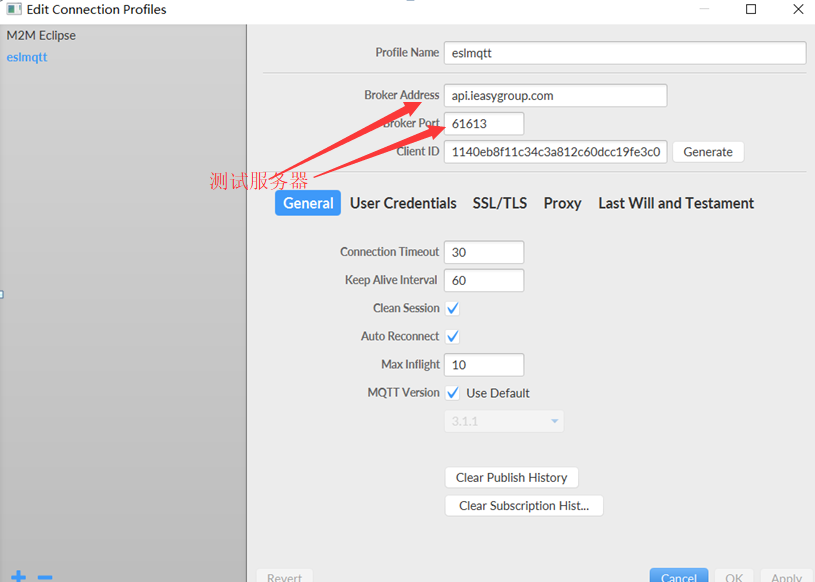 Edit Connection Profiles
M2M Eclipse
eslmqtt
Profile Name eslmqtt
Broker Address api.ieasygroup.com
Broker Port 61613
Client ID 1140eb8f11c34c3a812c60dcc19fe3c0 Generate
测试服务器
General User Credentials SSL/TLS Proxy Last Will and Testament
Connection Timeout 30
Keep Alive Interval 60
Clean Session
Auto Reconnect
Max Inflight 10
MQTT Version Use Default
3.1.1
Clear Publish History
Clear Subscription Hist...
Revert Cancel OK Apply